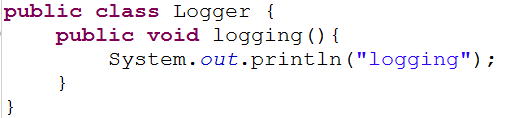 public class Logger {
    public void logging(){
        System.out.println("logging");
    }
}